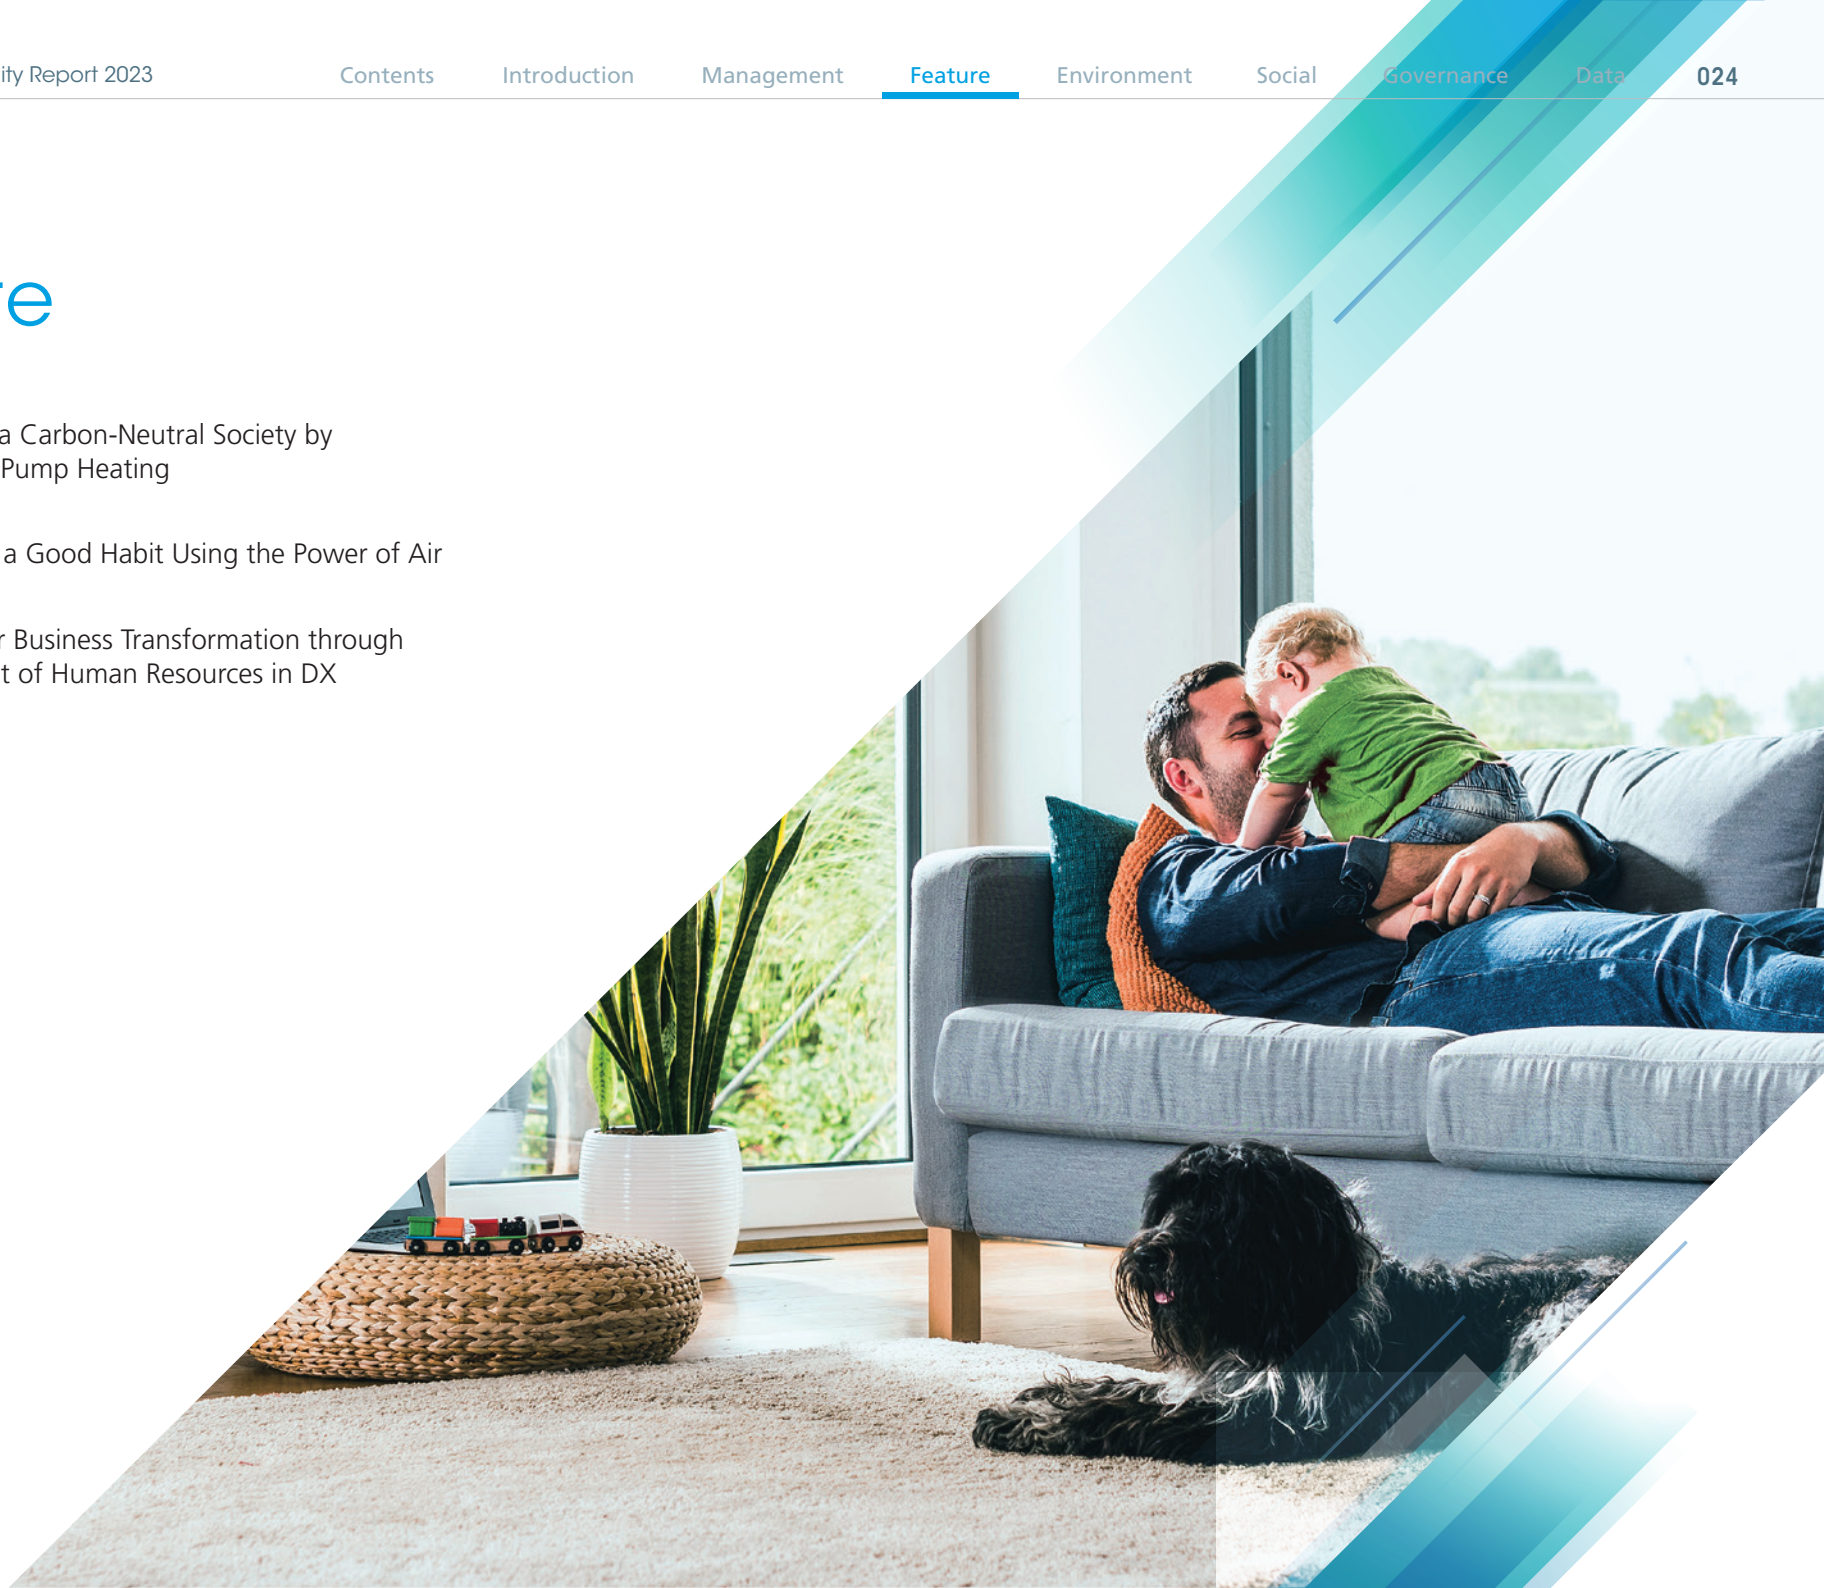 ity Report 2023
Contents Introduction Management Feature Environment Social Governance Data 024
re
a Carbon-Neutral Society by
Pump Heating
a Good Habit Using the Power of Air
r Business Transformation through
t of Human Resources in DX